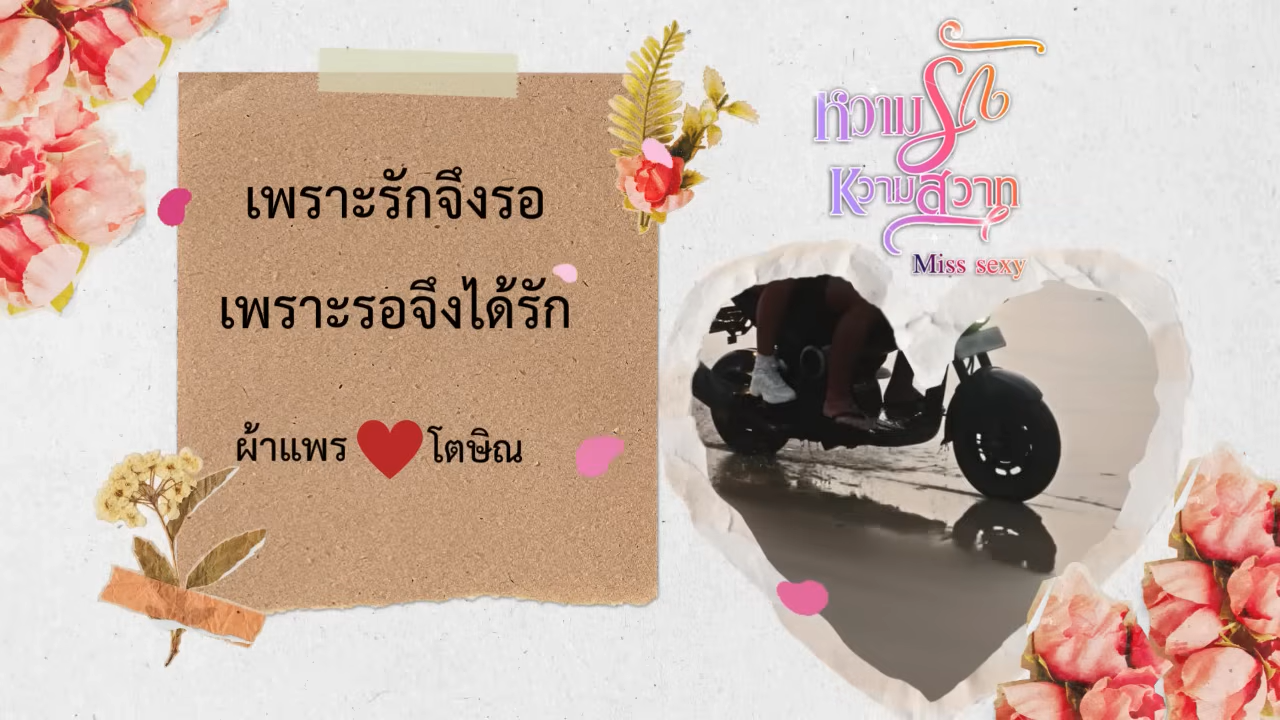 เพราะรักจึงรอ
เพราะรอจึงได้รัก
ผ้าแพร โตษิณ
หวามรัก
ความสวาท
Miss sexy